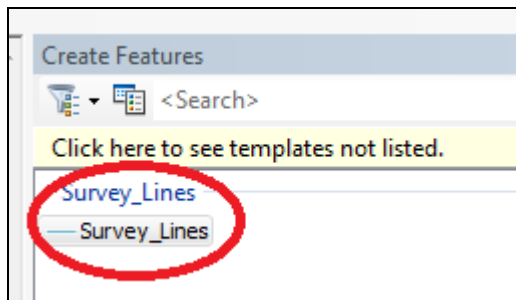 Create Features
<Search>
Click here to see templates not listed.
Survey_Lines
Survey_Lines